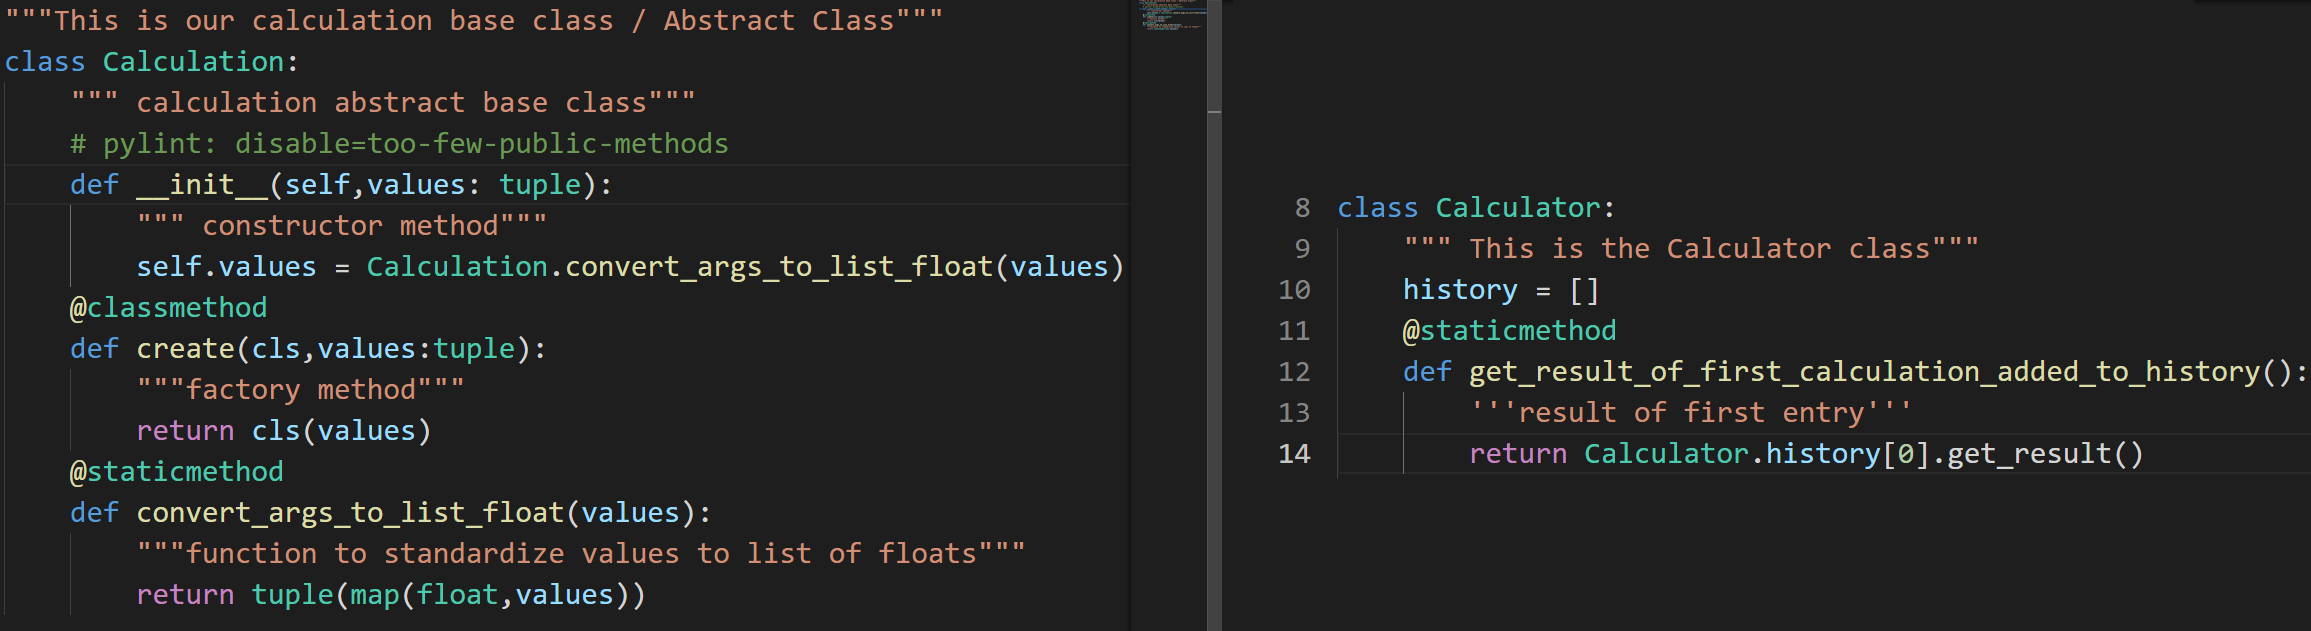 """This is our calculation base class / Abstract Class"""
class Calculation:
    """ calculation abstract base class"""
    # pylint: disable=too-few-public-methods
    def __init__(self,values: tuple):
        """ constructor method"""
        self.values = Calculation.convert_args_to_list_float(values)
    @classmethod
    def create(cls,values:tuple):
        """factory method"""
        return cls(values)
    @staticmethod
    def convert_args_to_list_float(values):
        """function to standardize values to list of floats"""
        return tuple(map(float,values))
8 class Calculator:
9     """ This is the Calculator class"""
10     history = []
11     @staticmethod
12     def get_result_of_first_calculation_added_to_history():
13         '''result of first entry'''
14         return Calculator.history[0].get_result()